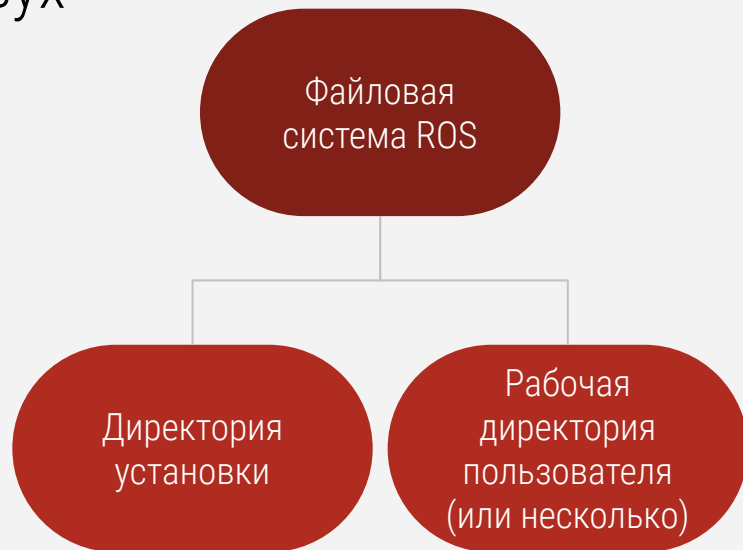 Файловая
система ROS
Директория
установки
Рабочая
директория
пользователя
(или несколько)